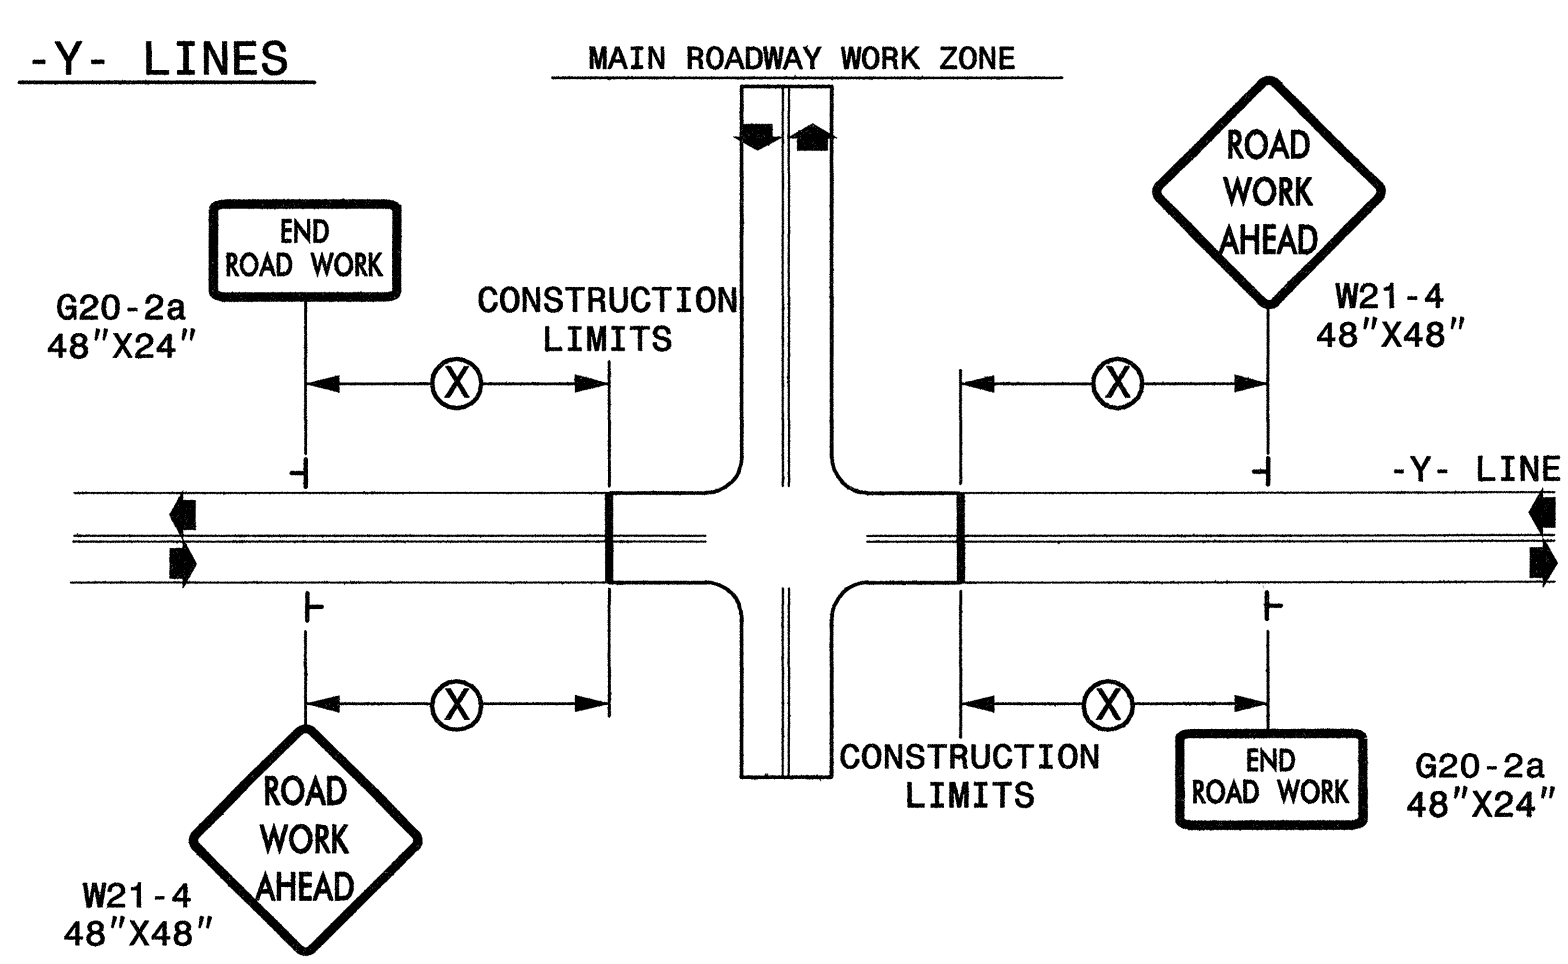 -Y- LINES
MAIN ROADWAY WORK ZONE
ROAD
WORK
AHEAD
W21-4
48"X48"
END
ROAD WORK
G20-2a
48"X24"
CONSTRUCTION
LIMITS
X
X
-Y- LINE
X
X
ROAD
WORK
AHEAD
W21-4
48"X48"
CONSTRUCTION
LIMITS
END
ROAD WORK
G20-2a
48"X24"